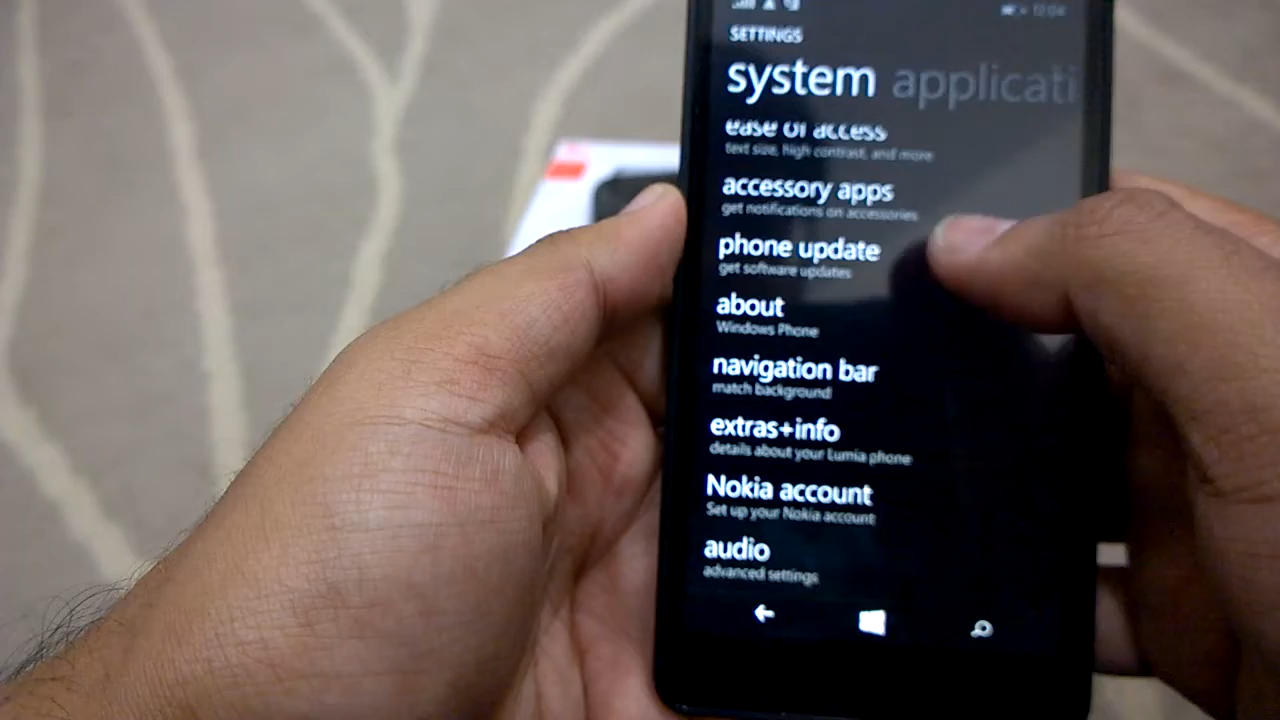 12:04
SETTINGS
system applicati
ease of access
text size, high contrast, and more
accessory apps
get notifications on accessories
phone update
get software updates
about
Windows Phone
navigation bar
match background
extras+info
details about your Lumia phone
Nokia account
Set up your Nokia account
audio
advanced settings